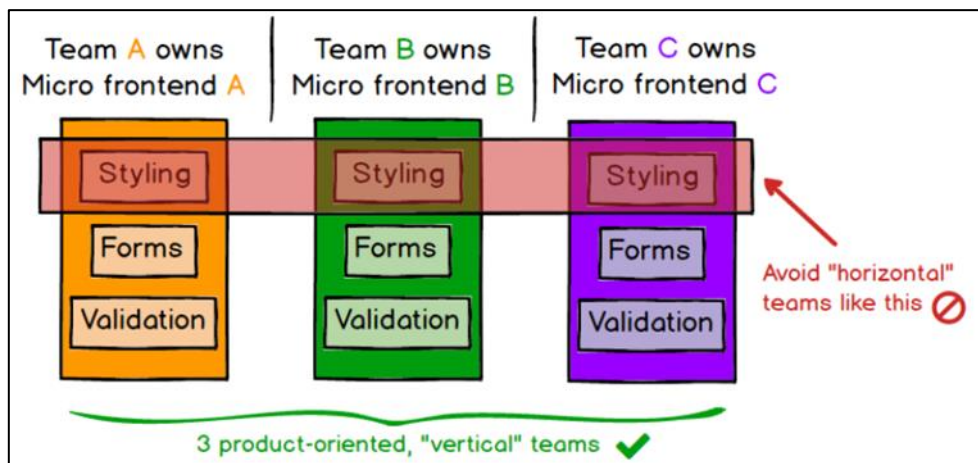 Team A owns
Micro frontend A
Team B owns
Micro frontend B
Team C owns
Micro frontend C
Styling
Forms
Validation
Styling
Forms
Validation
Styling
Forms
Validation
Avoid "horizontal"
teams like this
3 product-oriented, "vertical" teams